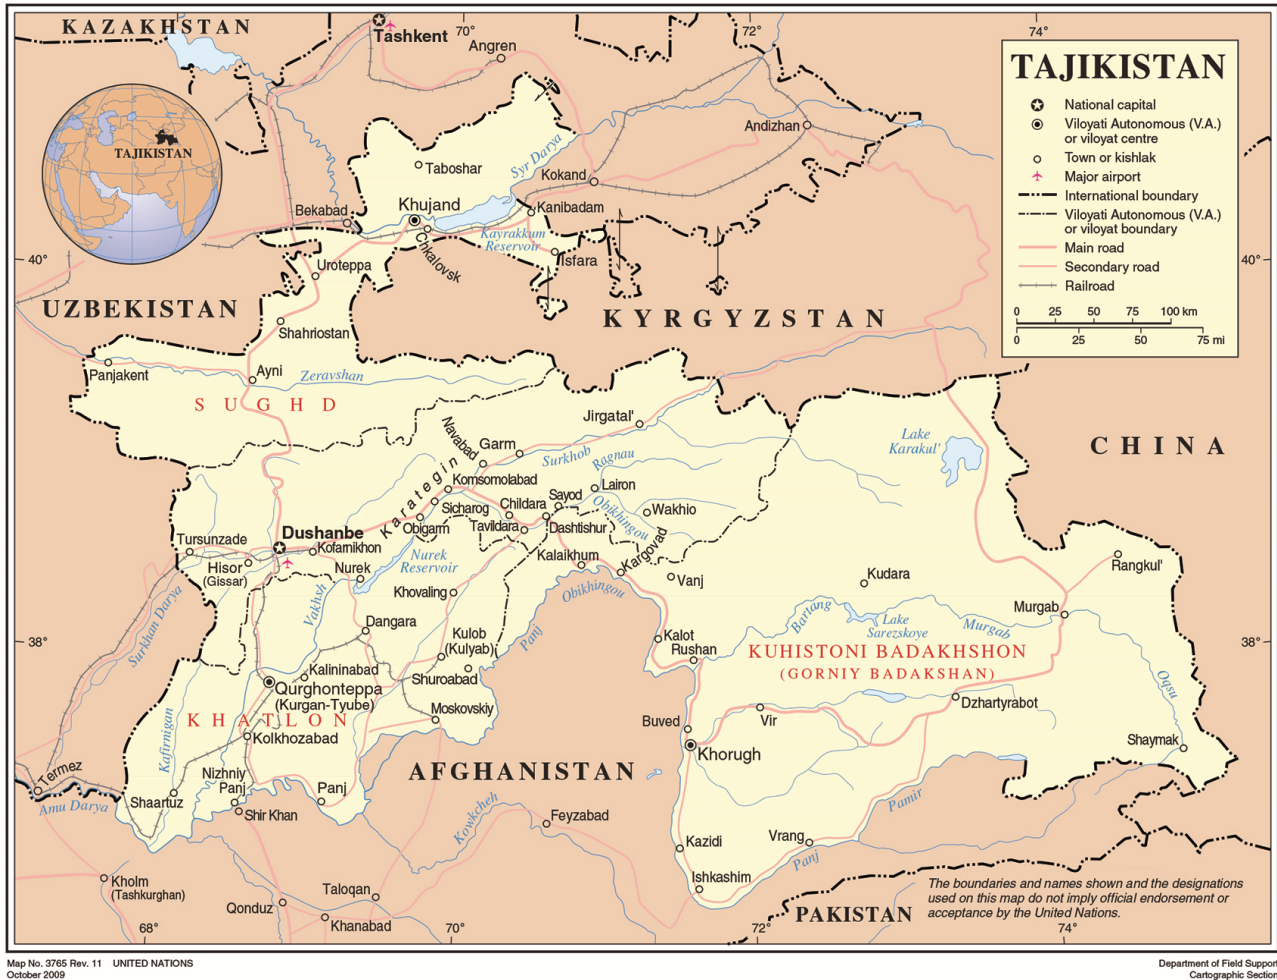 KAZAKHSTAN
70°
72°
74°
Tashkent
Angren
TAJIKISTAN
TAJIKISTAN
National capital
Viloyati Autonomous (V.A.)
or viloyat centre
Town or kishlak
Major airport
International boundary
Viloyati Autonomous (V.A.)
or viloyat boundary
Main road
Secondary road
Railroad
0 25 50 75 100 km
0 25 50 75 mi
Andizhan
Taboshar
Syr Darya
Kokand
Khujand
Bekabad
Kanibadam
Chkalovsk
Kayrakkum
Reservoir
Isfara
40°
40°
Uroteppa
UZBEKISTAN
KYRGYZSTAN
Shahriostan
Panjakent
Ayni
Zeravshan
SUGHD
Jirgatal'
Navabad
Garm
Surkhob
Ragnau
Lake
Karakul'
CHINA
Karategin
Komsomolabad
Lairon
Sicharog
Childara
Sayod
Obikhingou
Wakhio
Obigarm
Tavildara
Dashtishur
Dushanbe
Tursunzade
Kofarnikhon
Hisor
(Gissar)
Nurek
Nurek
Reservoir
Kalaikhum
Kargovad
Vanj
Kudara
Rangkul'
Khovaling
Obikhingou
Surkhan Darya
Vakhsh
Dangara
Panj
Bartang
Lake
Sarezskoye
Murgab
Murgab
38°
38°
Kulob
(Kulyab)
Kalot
Rushan
KUHISTONI BADAKHSHON
(GORNIY BADAKSHAN)
Kalininabad
Shuroabad
Qurghonteppa
(Kurgan-Tyube)
Oqsu
KHATLON
Moskovskiy
Dzhartyrabot
Kafirnigan
Kolkhozabad
Buved
Vir
Khorugh
Shaymak
Termez
Amu Darya
Nizhniy
Panj
Panj
AFGHANISTAN
Shaartuz
Shir Khan
Kowkcheh
Feyzabad
Pamir
Kazidi
Vrang
Panj
Kholm
(Tashkurghan)
Taloqan
Ishkashim
Qonduz
Khanabad
PAKISTAN
The boundaries and names shown and the designations
used on this map do not imply official endorsement or
acceptance by the United Nations.
68°
70°
72°
74°
Map No. 3765 Rev. 11 UNITED NATIONS
October 2009
Department of Field Support
Cartographic Section